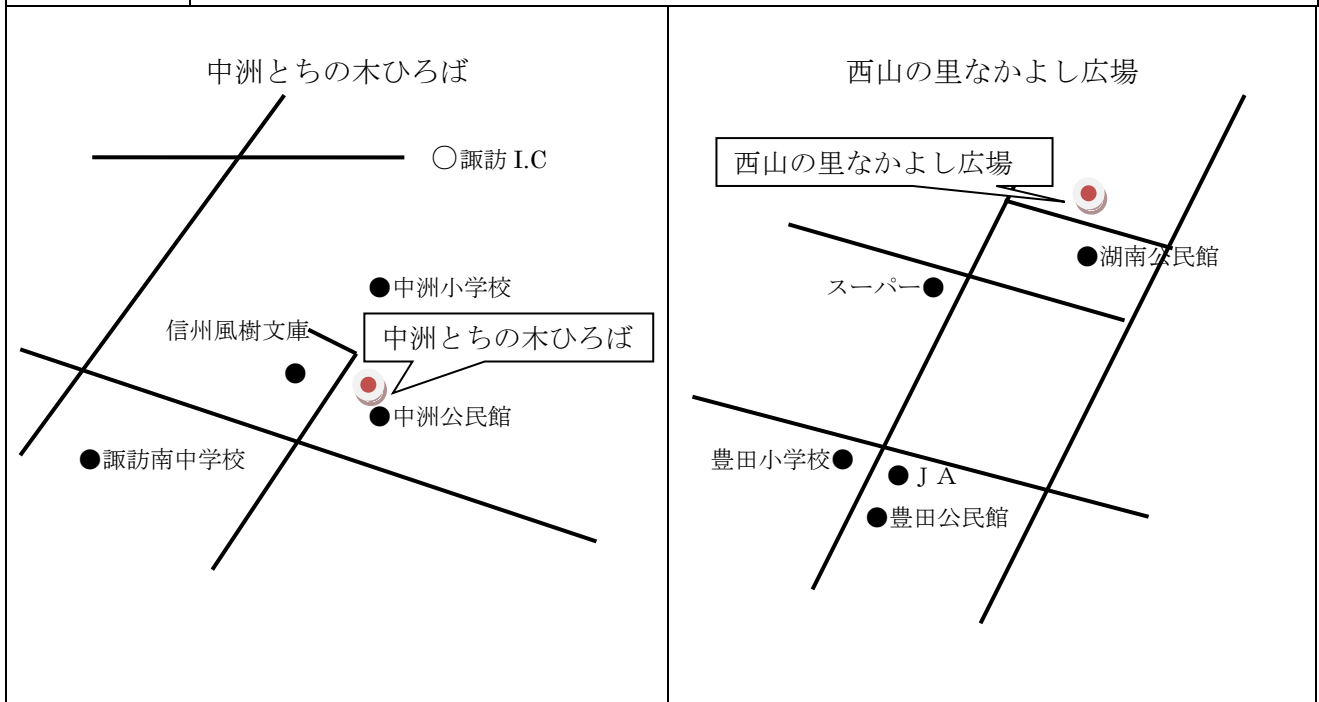 中洲とちの木ひろば
○諏訪 I.C
●中洲小学校
信州風樹文庫
中洲とちの木ひろば
●中洲公民館
●諏訪南中学校
西山の里なかよし広場
西山の里なかよし広場
●湖南公民館
スーパー●
豊田小学校●
●ＪＡ
●豊田公民館